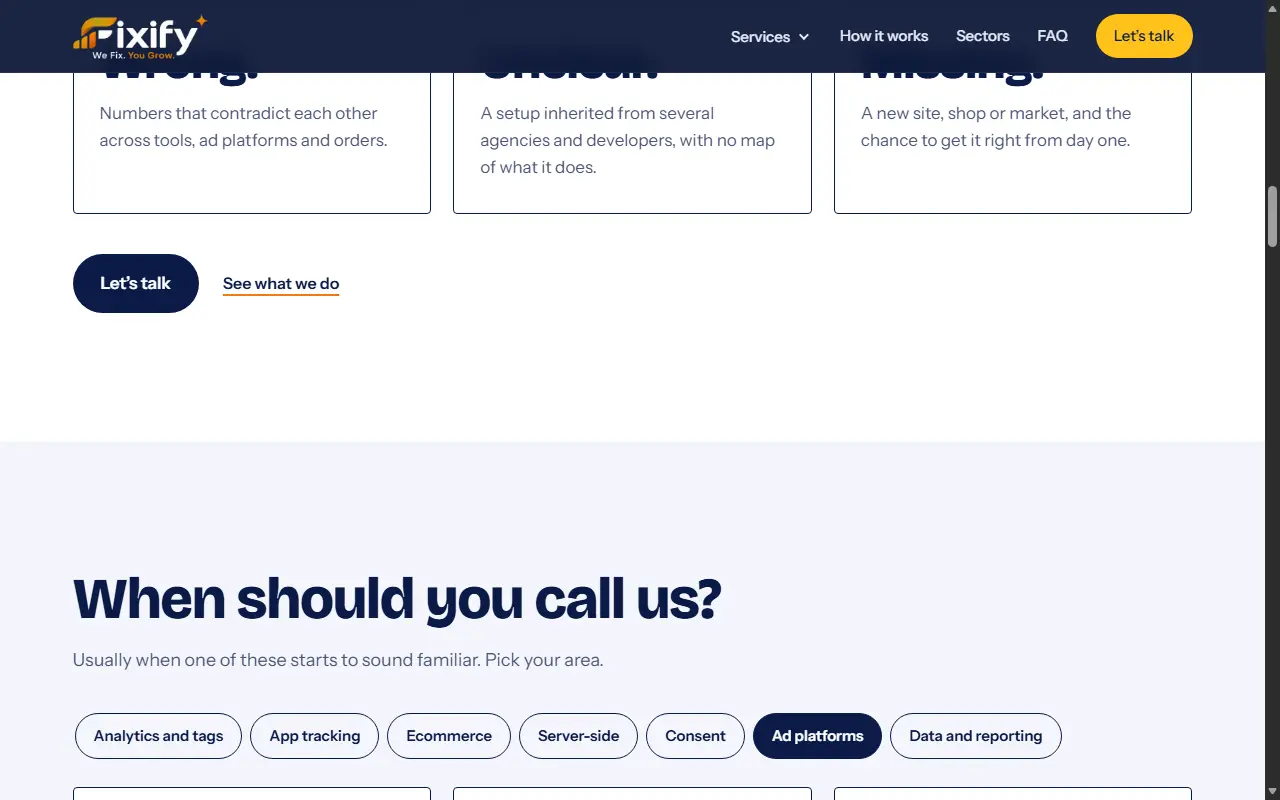 Fixify
We Fix. You Grow.
Services
How it works
Sectors
FAQ
Let's talk
Wrong.
Unclear.
Missing.
Numbers that contradict each other
across tools, ad platforms and orders.
A setup inherited from several
agencies and developers, with no map
of what it does.
A new site, shop or market, and the
chance to get it right from day one.
Let's talk
See what we do
When should you call us?
Usually when one of these starts to sound familiar. Pick your area.
Analytics and tags
App tracking
Ecommerce
Server-side
Consent
Ad platforms
Data and reporting